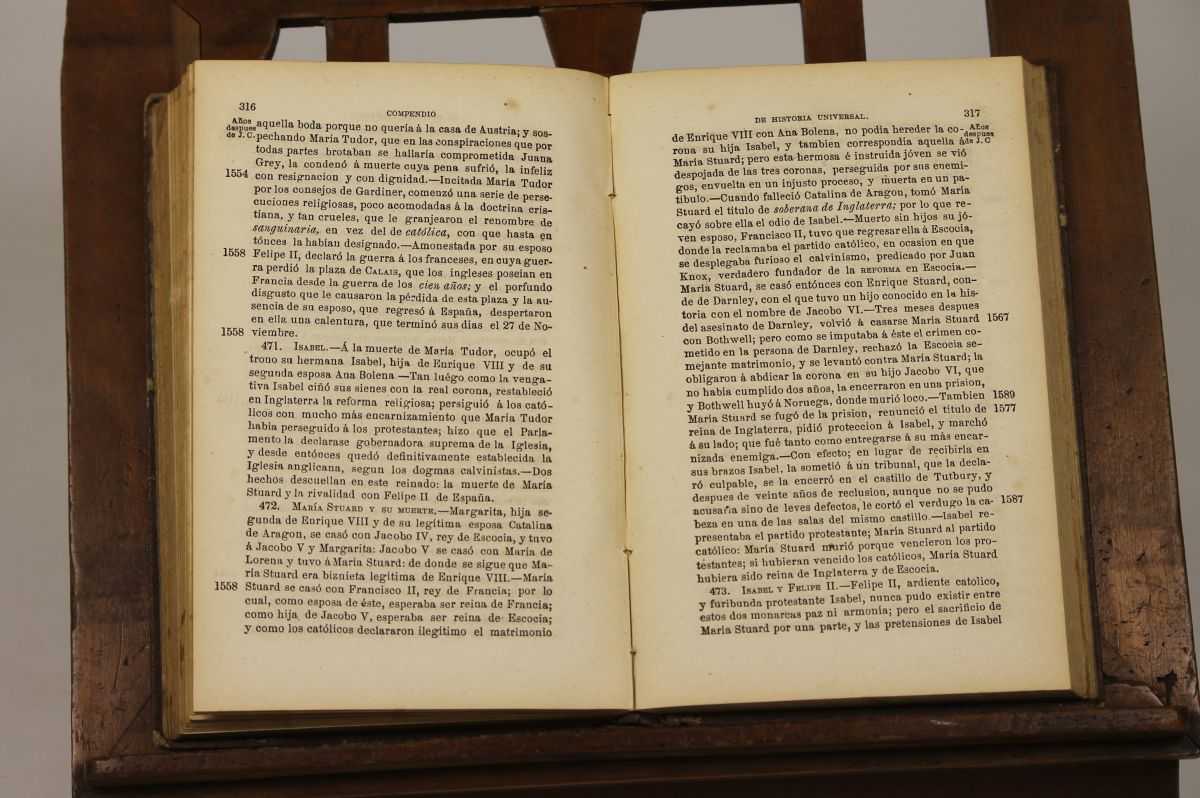 316
COMPENDIO
Años
despues
de J. C.
aquella boda porque no queria á la casa de Austria; y sos-
pechando María Tudor, que en las conspiraciones que por
todas partes brotaban se hallaria comprometida Juana
Grey, la condenó á muerte cuya pena sufrió, la infeliz
1554 con resignacion y con dignidad.—Incitada María Tudor
por los consejos de Gardiner, comenzó una serie de perse-
cuciones religiosas, poco acomodadas á la doctrina cris-
tiana, y tan crueles, que le granjearon el renombre de
sanguinaria, en vez del de católica, con que hasta en
tónces la habian designado.—Amonestada por su esposo
1558 Felipe II, declaró la guerra á los franceses, en cuya guer-
ra perdió la plaza de CALAIS, que los ingleses poseian en
Francia desde la guerra de los cien años; y el porfundo
disgusto que le causaron la pérdida de esta plaza y la au-
sencia de su esposo, que regresó á España, despertaron
en ella una calentura, que terminó sus dias el 27 de No-
1558 viembre.
471. ISABEL.—Á la muerte de María Tudor, ocupó el
trono su hermana Isabel, hija de Enrique VIII y de su
segunda esposa Ana Bolena —Tan luégo como la venga-
tiva Isabel ciñó sus sienes con la real corona, restableció
en Inglaterra la reforma religiosa; persiguió á los cató-
licos con mucho más encarnizamiento que María Tudor
habia perseguido á los protestantes; hizo que el Parla-
mento la declarase gobernadora suprema de la Iglesia,
y desde entónces quedó definitivamente establecida la
Iglesia anglicana, segun los dogmas calvinistas.—Dos
hechos descuellan en este reinado: la muerte de María
Stuard y la rivalidad con Felipe II de España.
472. MARÍA STUARD Y SU MUERTE.—Margarita, hija se-
gunda de Enrique VIII y de su legítima esposa Catalina
de Aragon, se casó con Jacobo IV, rey de Escocia, y tuvo
á Jacobo V y Margarita: Jacobo V se casó con María de
Lorena y tuvo á María Stuard: de donde se sigue que Ma-
ría Stuard era biznieta legítima de Enrique VIII.—María
1558 Stuard se casó con Francisco II, rey de Francia; por lo
cual, como esposa de éste, esperaba ser reina de Francia;
como hija de Jacobo V, esperaba ser reina de Escocia;
y como los católicos declararon ilegítimo el matrimonio
DE HISTORIA UNIVERSAL.
317
Años
despues
de J. C
de Enrique VIII con Ana Bolena, no podia hereder la co-
rona su hija Isabel, y tambien correspondia aquella á
María Stuard; pero esta hermosa é instruida jóven se vió
despojada de las tres coronas, perseguida por sus enemi-
gos, envuelta en un injusto proceso, y muerta en un pa-
tíbulo.—Cuando falleció Catalina de Aragon, tomó María
Stuard el título de soberana de Inglaterra; por lo que re-
cayó sobre ella el odio de Isabel.—Muerto sin hijos su jó-
ven esposo, Francisco II, tuvo que regresar ella á Escocia,
donde la reclamaba el partido católico, en ocasion en que
se desplegaba furioso el calvinismo, predicado por Juan
Knox, verdadero fundador de la REFORMA en Escocia.—
María Stuard, se casó entónces con Enrique Stuard, con-
de de Darnley, con el que tuvo un hijo conocido en la his-
toria con el nombre de Jacobo VI.—Tres meses despues
del asesinato de Darnley, volvió á casarse María Stuard 1567
con Bothwell; pero como se imputaba á éste el crimen co-
metido en la persona de Darnley, rechazó la Escocia se-
mejante matrimonio, y se levantó contra María Stuard; la
obligaron á abdicar la corona en su hijo Jacobo VI, que
no habia cumplido dos años, la encerraron en una prision,
y Bothwell huyó á Noruega, donde murió loco.—Tambien 1589
María Stuard se fugó de la prision, renunció el título de 1577
reina de Inglaterra, pidió proteccion á Isabel, y marchó
á su lado; que fué tanto como entregarse á su más encar-
nizada enemiga.—Con efecto; en lugar de recibirla en
sus brazos Isabel, la sometió á un tribunal, que la decla-
ró culpable, se la encerró en el castillo de Tutbury, y
despues de veinte años de reclusion, aunque no se pudo
acusarla sino de leves defectos, le cortó el verdugo la ca- 1587
beza en una de las salas del mismo castillo.—Isabel re-
presentaba el partido protestante; María Stuard al partido
católico: María Stuard murió porque vencieron los pro-
testantes; si hubieran vencido los católicos, María Stuard
hubiera sido reina de Inglaterra y de Escocia.
473. ISABEL Y FELIPE II.—Felipe II, ardiente católico,
y furibunda protestante Isabel, nunca pudo existir entre
estos dos monarcas paz ni armonía; pero el sacrificio de
María Stuard por una parte, y las pretensiones de Isabel